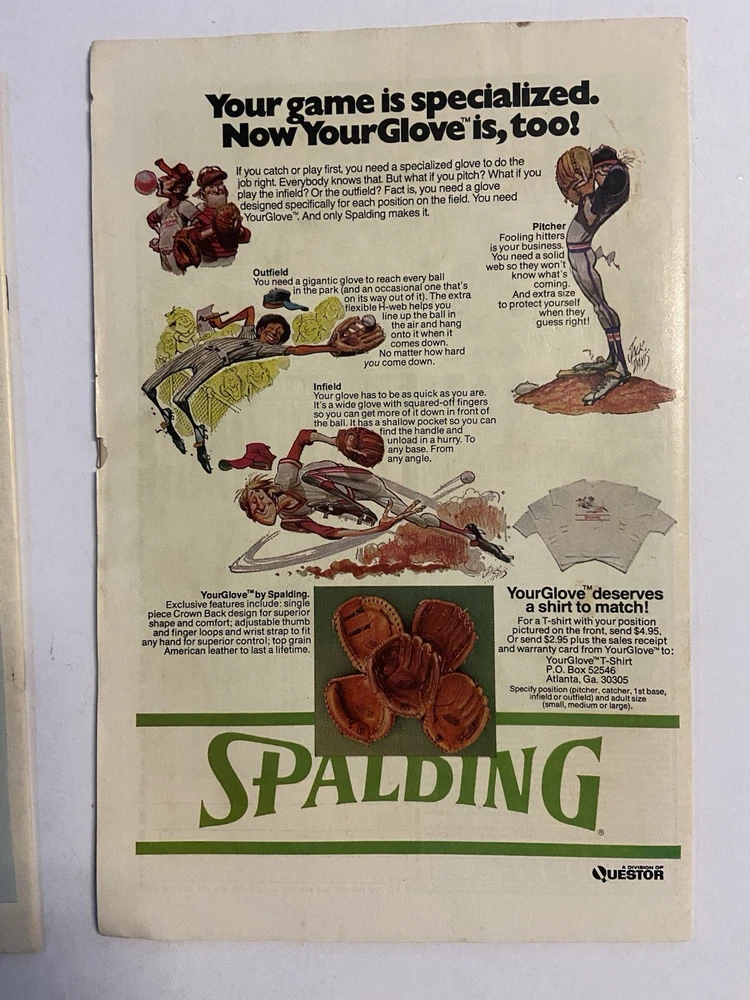 Your game is specialized.
Now YourGlove™ is, too!
If you catch or play first, you need a specialized glove to do the
job right. Everybody knows that. But what if you pitch? What if you
play the infield? Or the outfield? Fact is, you need a glove
designed specifically for each position on the field. You need
YourGlove™. And only Spalding makes it.
Pitcher
Fooling hitters
is your business.
You need a solid
web so they won't
know what's
coming.
And extra size
to protect yourself
when they
guess right!
JACK DAVIS
Outfield
You need a gigantic glove to reach every ball
in the park (and an occasional one that's
on its way out of it). The extra
flexible H-web helps you
line up the ball in
the air and hang
onto it when it
comes down.
No matter how hard
you come down.
Infield
Your glove has to be as quick as you are.
It's a wide glove with squared-off fingers
so you can get more of it down in front of
the ball. It has a shallow pocket so you can
find the handle and
unload in a hurry. To
any base. From
any angle.
YourGlove™ by Spalding.
Exclusive features include: single
piece Crown Back design for superior
shape and comfort; adjustable thumb
and finger loops and wrist strap to fit
any hand for superior control; top grain
American leather to last a lifetime.
YourGlove™ deserves
a shirt to match!
For a T-shirt with your position
pictured on the front, send $4.95.
Or send $2.95 plus the sales receipt
and warranty card from YourGlove™ to:
YourGlove™ T-Shirt
P.O. Box 52546
Atlanta, Ga. 30305
Specify position (pitcher, catcher, 1st base,
infield or outfield) and adult size
(small, medium or large).
SPALDING®
A DIVISION OF
QUESTOR